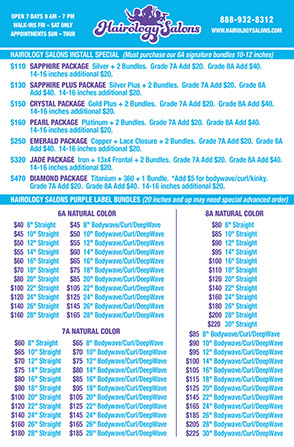 OPEN 7 DAYS 9 AM - 7 PM
WALK-INS FRI - SAT ONLY
APPOINTMENTS SUN - THUR
Hairology Salons
888-932-8312
WWW.HAIROLOGYSALONS.COM
HAIROLOGY SALONS INSTALL SPECIAL (Must purchase our 6A signature bundles 10-12 inches)
$110 SAPPHIRE PACKAGE Silver + 2 Bundles. Grade 7A Add $20. Grade 8A Add $40.
14-16 inches additional $20.
$130 SAPPHIRE PLUS PACKAGE Silver Plus + 2 Bundles. Grade 7A Add $20. Grade 8A
Add $40. 14-16 inches additional $20.
$150 CRYSTAL PACKAGE Gold Plus + 2 Bundles. Grade 7A Add $20. Grade 8A Add $40.
14-16 inches additional $20.
$160 PEARL PACKAGE Platinum + 2 Bundles. Grade 7A Add $20. Grade 8A Add $40.
14-16 inches additional $20.
$250 EMERALD PACKAGE Copper + Lace Closure + 2 Bundles. Grade 7A Add $20. Grade 8A
Add $40. 14-16 inches additional $20.
$320 JADE PACKAGE Iron + 13x4 Frontal + 2 Bundles. Grade 7A Add $20. Grade 8A Add $40.
14-16 inches additional $20.
$470 DIAMOND PACKAGE Titanium + 360 + 1 Bundle. *Add $5 for bodywave/curl/kinky.
Grade 7A Add $20. Grade 8A Add $40. 14-16 inches additional $20.
HAIROLOGY SALONS PURPLE LABEL BUNDLES (20 inches and up may need special advanced order)
6A NATURAL COLOR
$40 8" Straight $45 8" Bodywave/Curl/DeepWave
$45 10" Straight $50 10" Bodywave/Curl/DeepWave
$50 12" Straight $55 12" Bodywave/Curl/DeepWave
$55 14" Straight $60 14" Bodywave/Curl/DeepWave
$60 16" Straight $65 16" Bodywave/Curl/DeepWave
$70 18" Straight $75 18" Bodywave/Curl/DeepWave
$80 20" Straight $85 20" Bodywave/Curl/DeepWave
$100 22" Straight $105 22" Bodywave/Curl/DeepWave
$120 24" Straight $125 24" Bodywave/Curl/DeepWave
$140 26" Straight $145 26" Bodywave/Curl/DeepWave
$160 28" Straight $165 28" Bodywave/Curl/DeepWave
7A NATURAL COLOR
$60 8" Straight $65 8" Bodywave/Curl/DeepWave
$65 10" Straight $70 10" Bodywave/Curl/DeepWave
$70 12" Straight $75 12" Bodywave/Curl/DeepWave
$75 14" Straight $80 14" Bodywave/Curl/DeepWave
$80 16" Straight $85 16" Bodywave/Curl/DeepWave
$90 18" Straight $95 18" Bodywave/Curl/DeepWave
$100 20" Straight $105 20" Bodywave/Curl/DeepWave
$120 22" Straight $125 22" Bodywave/Curl/DeepWave
$140 24" Straight $145 24" Bodywave/Curl/DeepWave
$160 26" Straight $165 26" Bodywave/Curl/DeepWave
$180 28" Straight $185 28" Bodywave/Curl/DeepWave
8A NATURAL COLOR
$80 8" Straight
$85 10" Straight
$90 12" Straight
$95 14" Straight
$100 16" Straight
$110 18" Straight
$120 20" Straight
$140 22" Straight
$160 24" Straight
$180 26" Straight
$200 28" Straight
$220 30" Straight
$85 8" Bodywave/Curl/DeepWave
$90 10" Bodywave/Curl/DeepWave
$95 12" Bodywave/Curl/DeepWave
$100 14" Bodywave/Curl/DeepWave
$105 16" Bodywave/Curl/DeepWave
$115 18" Bodywave/Curl/DeepWave
$125 20" Bodywave/Curl/DeepWave
$145 22" Bodywave/Curl/DeepWave
$165 24" Bodywave/Curl/DeepWave
$185 26" Bodywave/Curl/DeepWave
$205 28" Bodywave/Curl/DeepWave
$225 30" Bodywave/Curl/DeepWave